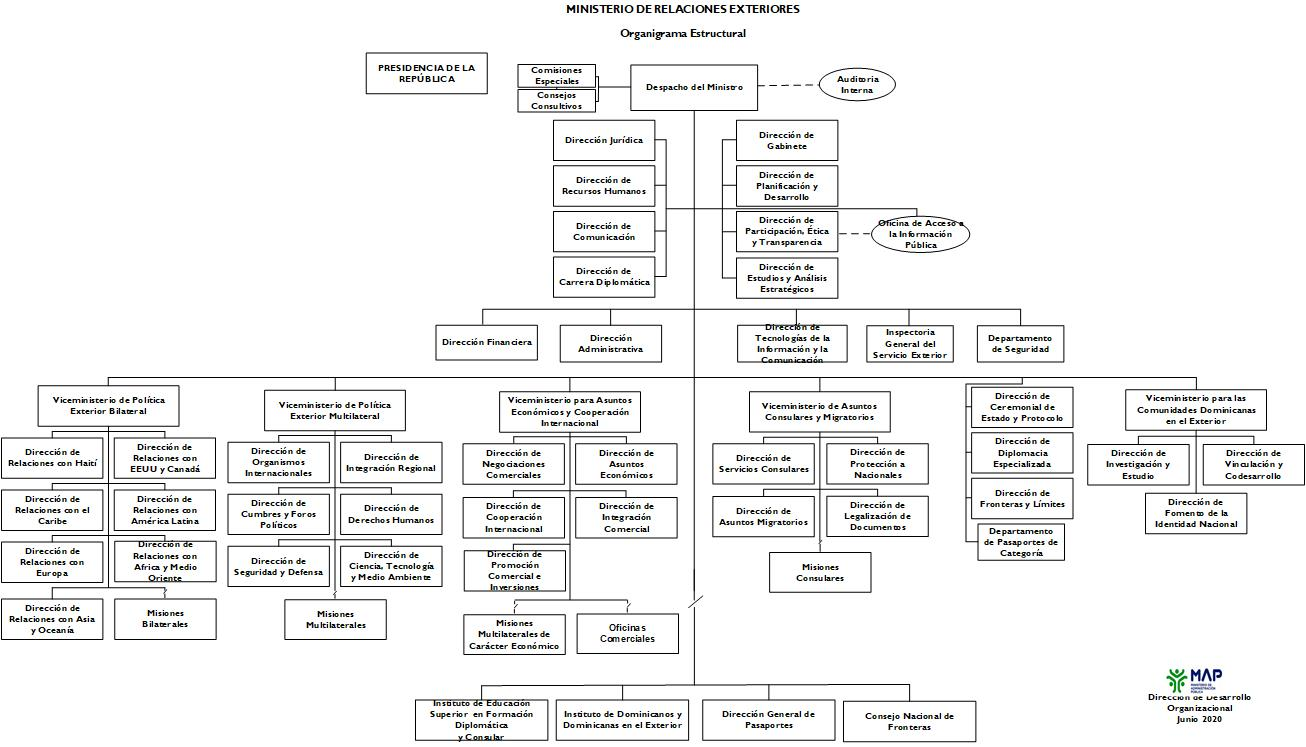 MINISTERIO DE RELACIONES EXTERIORES
Organigrama Estructural
PRESIDENCIA DE LA
REPÚBLICA
Comisiones
Especiales
Consejos
Consultivos
Despacho del Ministro
Auditoria
Interna
Dirección Jurídica
Dirección de
Gabinete
Dirección de
Recursos Humanos
Dirección de
Planificación y
Desarrollo
Dirección de
Comunicación
Dirección de
Participación, Ética
y Transparencia
Oficina de Acceso a
la Información
Pública
Dirección de
Carrera Diplomática
Dirección de
Estudios y Análisis
Estratégicos
Dirección Financiera
Dirección
Administrativa
Dirección de
Tecnologías de la
Información y la
Comunicación
Inspectoria
General del
Servicio Exterior
Departamento
de Seguridad
Viceministerio de Política
Exterior Bilateral
Dirección de
Relaciones con Haití
Dirección de
Relaciones con
EEUU y Canadá
Dirección de
Relaciones con el
Caribe
Dirección de
Relaciones con
América Latina
Dirección de
Relaciones con
Europa
Dirección de
Relaciones con
Africa y Medio
Oriente
Dirección de
Relaciones con Asia
y Oceanía
Misiones
Bilaterales
Viceministerio de Política
Exterior Multilateral
Dirección de
Organismos
Internacionales
Dirección de
Integración Regional
Dirección de
Cumbres y Foros
Políticos
Dirección de
Derechos Humanos
Dirección de
Seguridad y Defensa
Dirección de
Ciencia, Tecnología
y Medio Ambiente
Misiones
Multilaterales
Viceministerio para Asuntos
Económicos y Cooperación
Internacional
Dirección de
Negociaciones
Comerciales
Dirección de
Asuntos
Económicos
Dirección de
Cooperación
Internacional
Dirección de
Integración
Comercial
Dirección de
Promoción
Comercial e
Inversiones
Misiones
Multilaterales de
Carácter Económico
Oficinas
Comerciales
Viceministerio de Asuntos
Consulares y Migratorios
Dirección de
Servicios Consulares
Dirección de
Protección a
Nacionales
Dirección de
Asuntos Migratorios
Dirección de
Legalización de
Documentos
Misiones
Consulares
Dirección de
Ceremonial de
Estado y Protocolo
Dirección de
Diplomacia
Especializada
Dirección de
Fronteras y Límites
Departamento
de Pasaportes de
Categoría
Viceministerio para las
Comunidades Dominicanas
en el Exterior
Dirección de
Investigación y
Estudio
Dirección de
Vinculación y
Codesarrollo
Dirección de
Fomento de la
Identidad Nacional
Instituto de Educación
Superior en Formación
Diplomática
y Consular
Instituto de Dominicanos y
Dominicanas en el Exterior
Dirección General de
Pasaportes
Consejo Nacional de
Fronteras
MAP
MINISTERIO DE
ADMINISTRACIÓN
PÚBLICA
Dirección de Desarrollo
Organizacional
Junio 2020